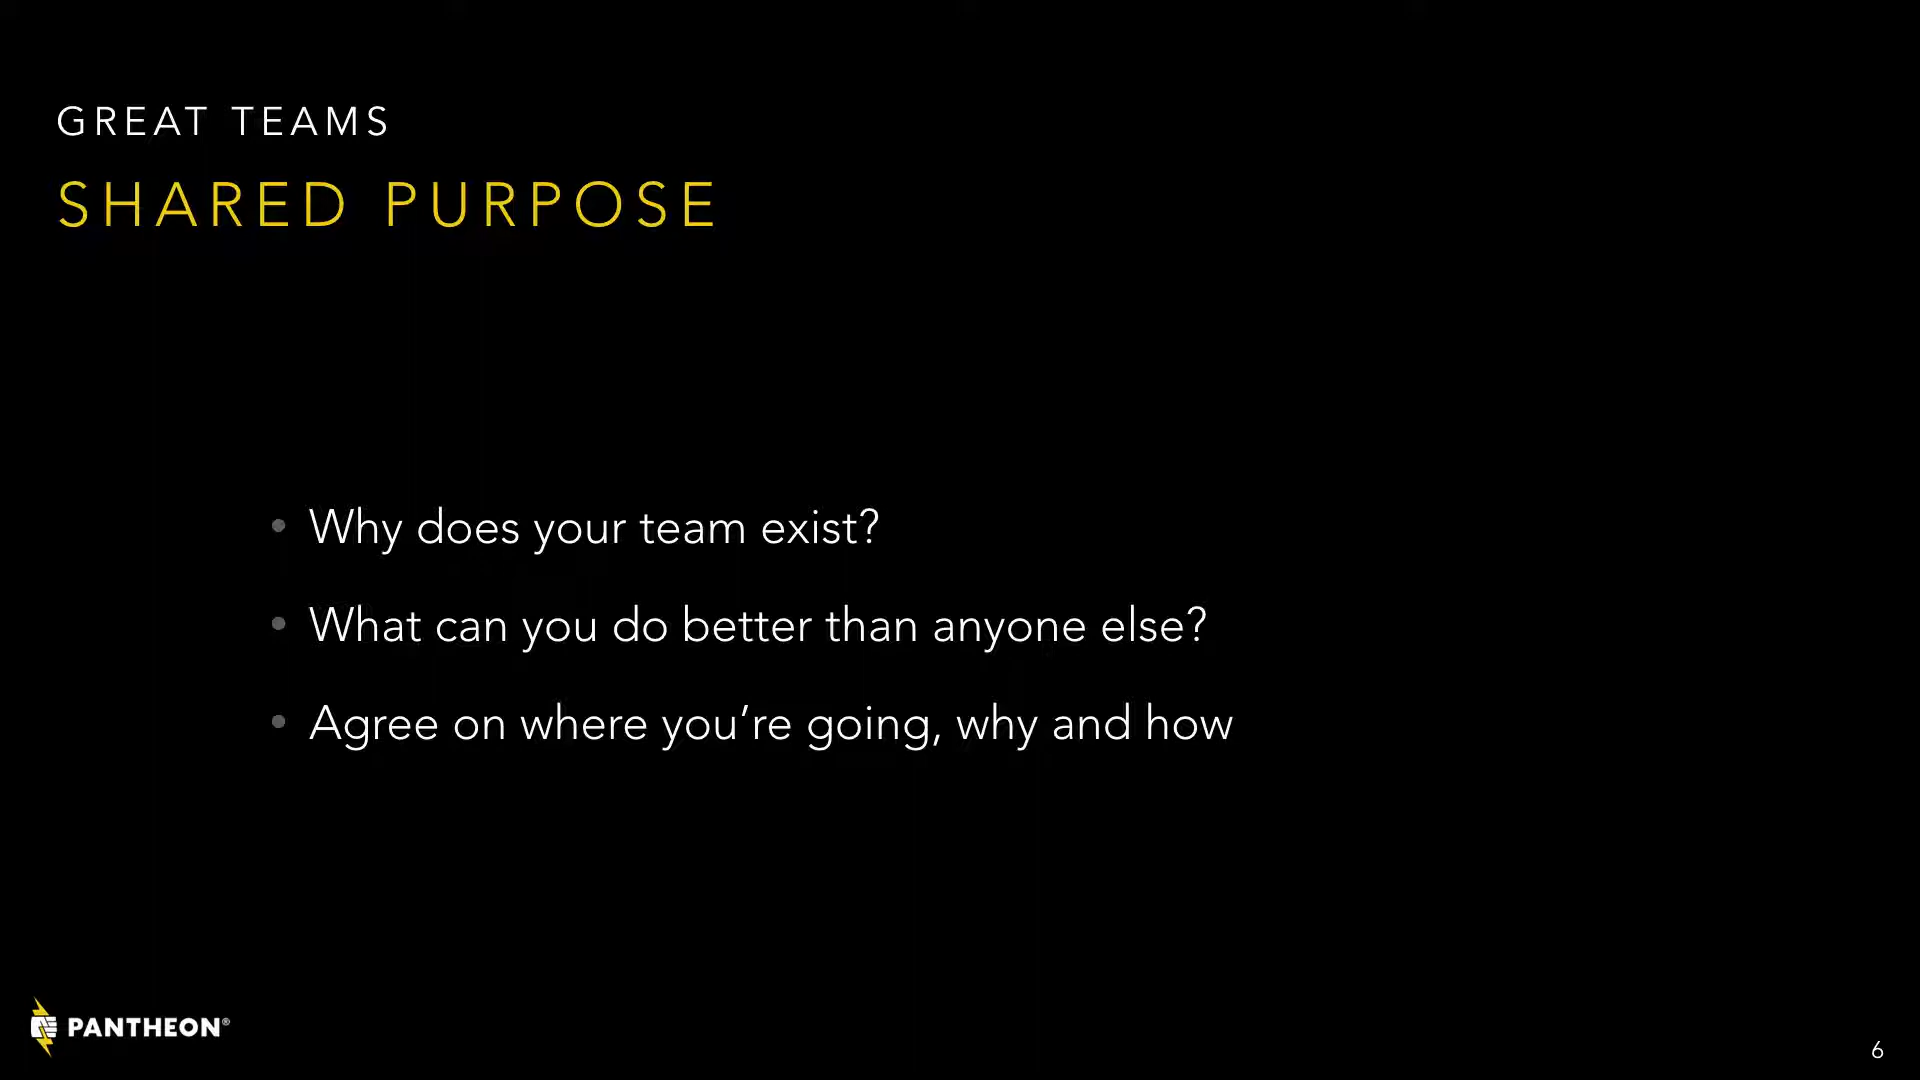 GREAT TEAMS
SHARED PURPOSE
• Why does your team exist?
• What can you do better than anyone else?
• Agree on where you’re going, why and how
PANTHEON®
6